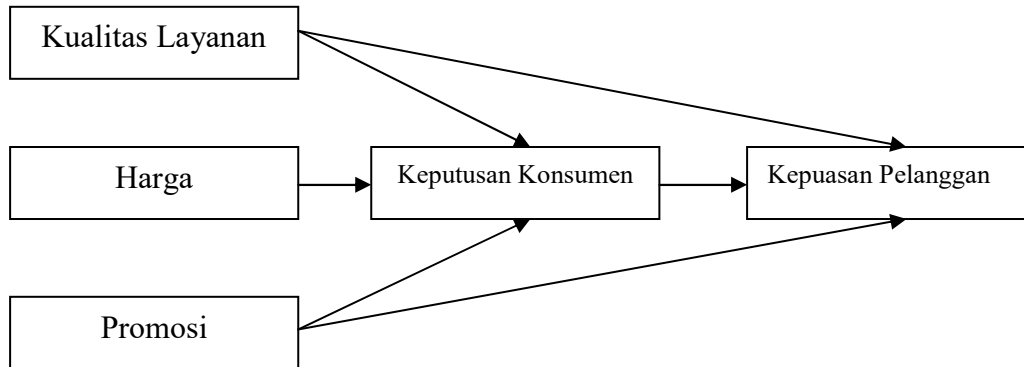 Kualitas Layanan
Harga
Keputusan Konsumen
Kepuasan Pelanggan
Promosi